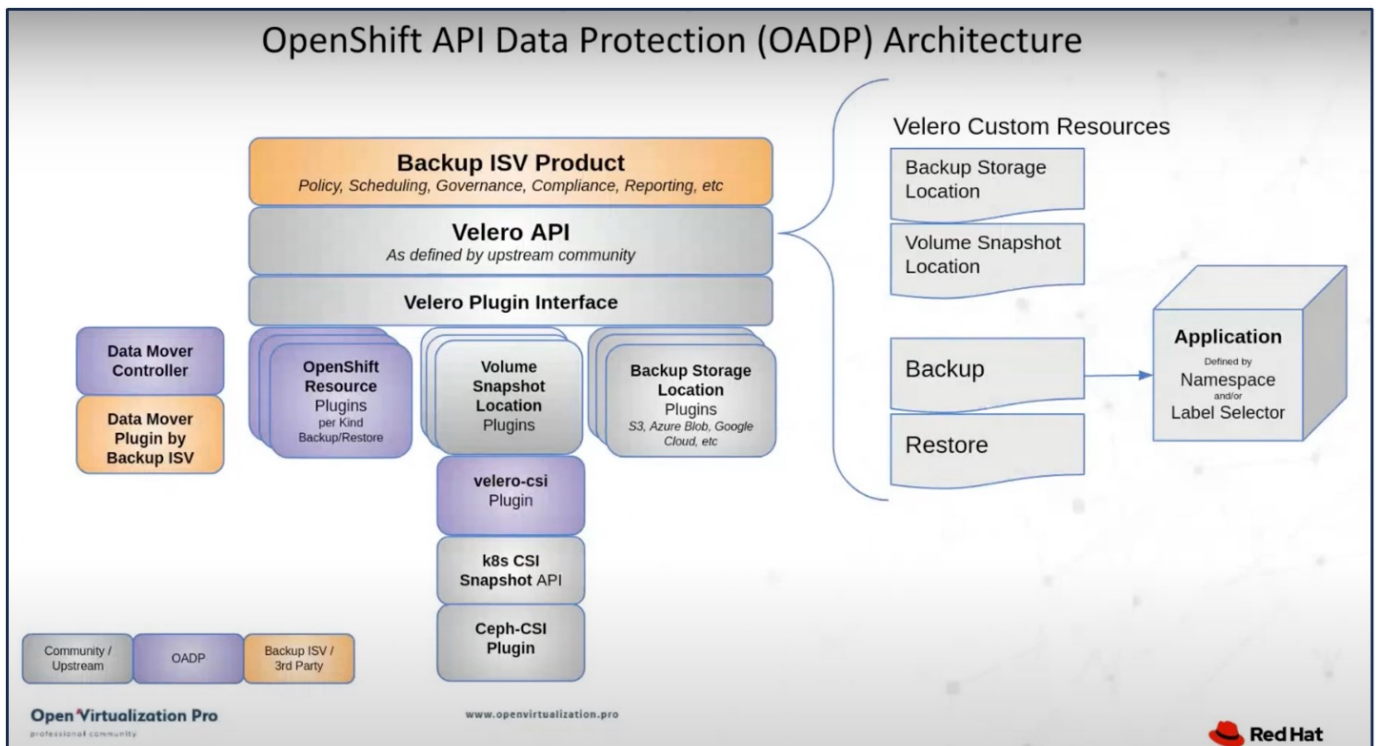 OpenShift API Data Protection (OADP) Architecture
Backup ISV Product
Policy, Scheduling, Governance, Compliance, Reporting, etc
Velero API
As defined by upstream community
Velero Plugin Interface
Data Mover
Controller
Data Mover
Plugin by
Backup ISV
OpenShift
Resource
Plugins
per Kind
Backup/Restore
Volume
Snapshot
Location
Plugins
Backup Storage
Location
Plugins
S3, Azure Blob, Google
Cloud, etc
velero-csi
Plugin
k8s CSI
Snapshot API
Ceph-CSI
Plugin
Velero Custom Resources
Backup Storage
Location
Volume Snapshot
Location
Backup
Restore
Application
Defined by
Namespace
and/or
Label Selector
Community /
Upstream
OADP
Backup ISV /
3rd Party
Open Virtualization Pro
professional community
www.openvirtualization.pro
Red Hat